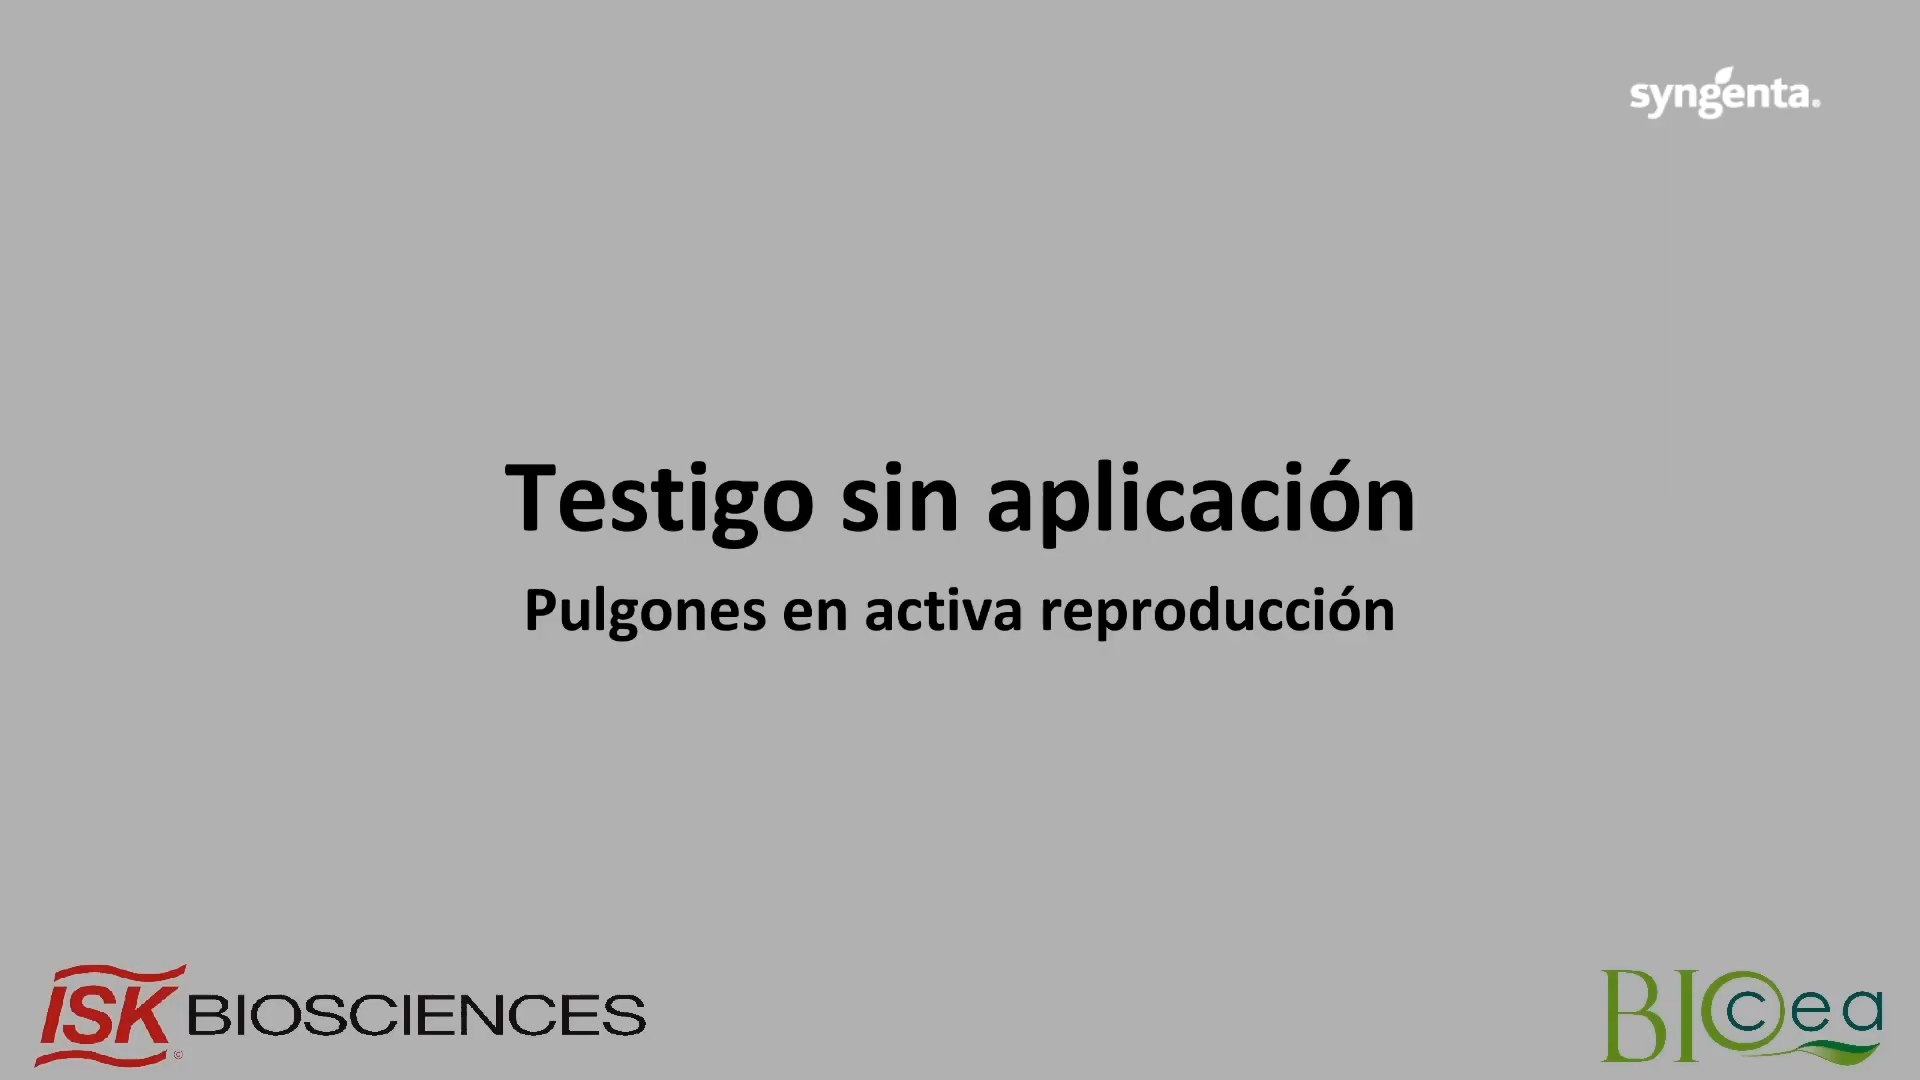 syngenta.
Testigo sin aplicación
Pulgones en activa reproducción
ISK BIOSCIENCES
©
BIOcea